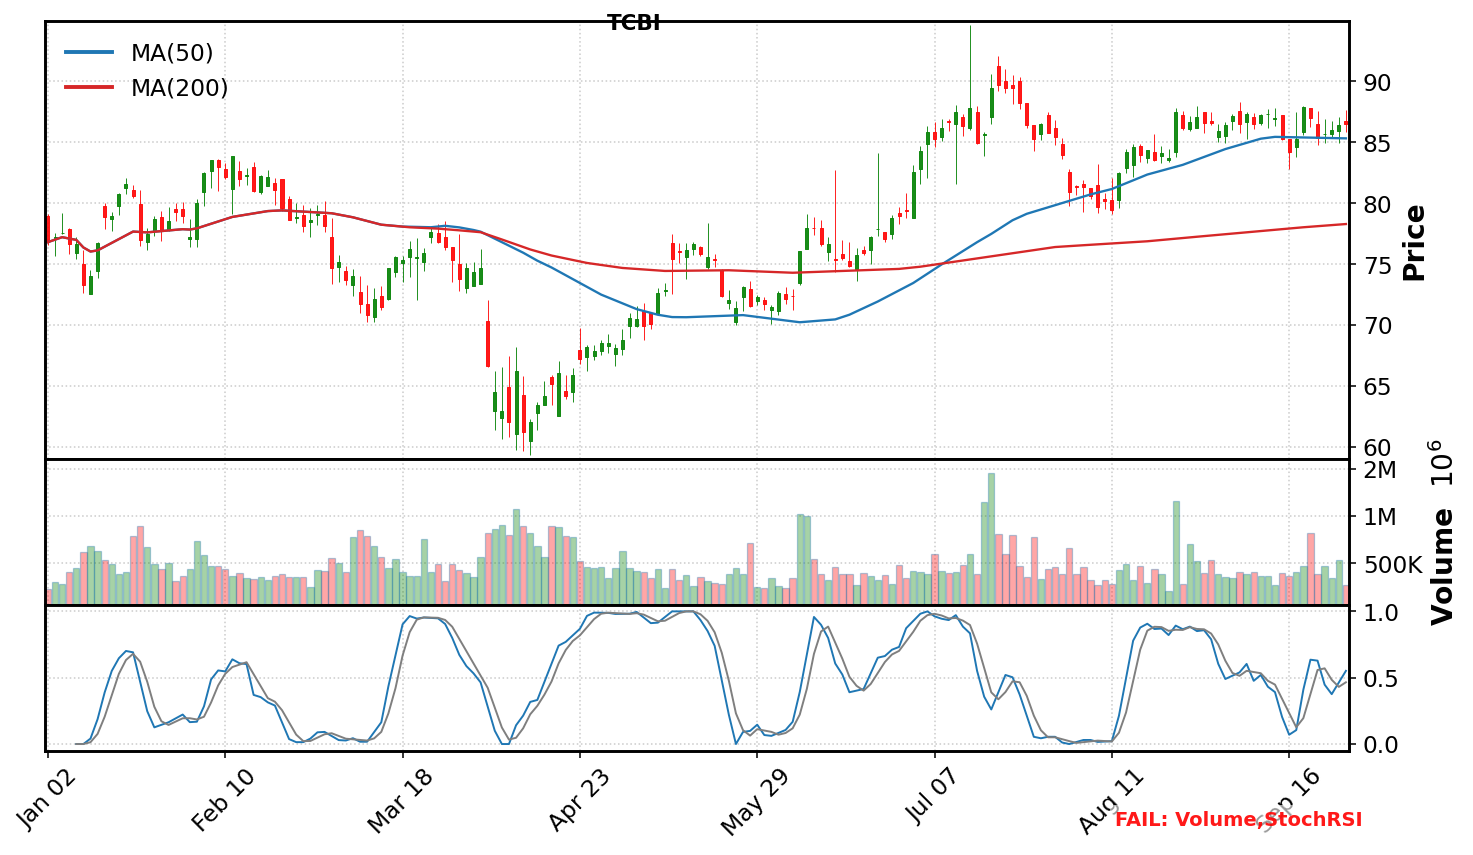 TCBI
MA(50)
MA(200)
90
85
80
75
70
65
60
Price
2M
1M
500K
Volume 10⁶
1.0
0.5
0.0
Jan 02
Feb 10
Mar 18
Apr 23
May 29
Jul 07
Aug 11
Sep 16
FAIL: Volume,StochRSI